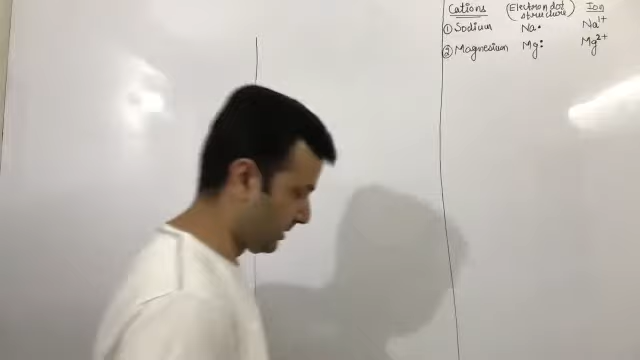 Cations (Electron dot structure) Ion
① Sodium Na• Na¹⁺
② Magnesium Mg: Mg²⁺